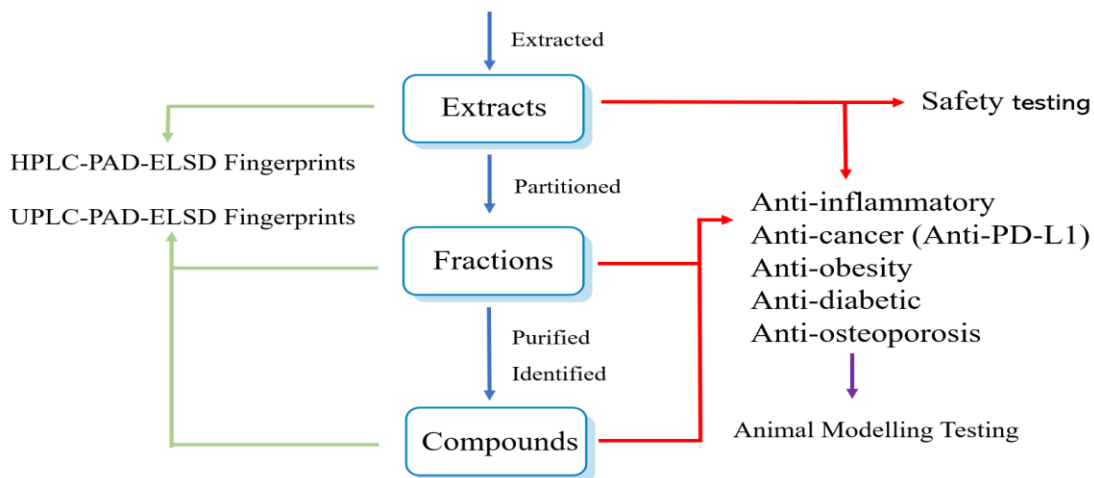 Extracted
Extracts
Safety testing
HPLC-PAD-ELSD Fingerprints
Partitioned
UPLC-PAD-ELSD Fingerprints
Anti-inflammatory
Anti-cancer (Anti-PD-L1)
Fractions
Anti-obesity
Anti-diabetic
Anti-osteoporosis
Purified
Identified
Compounds
Animal Modelling Testing